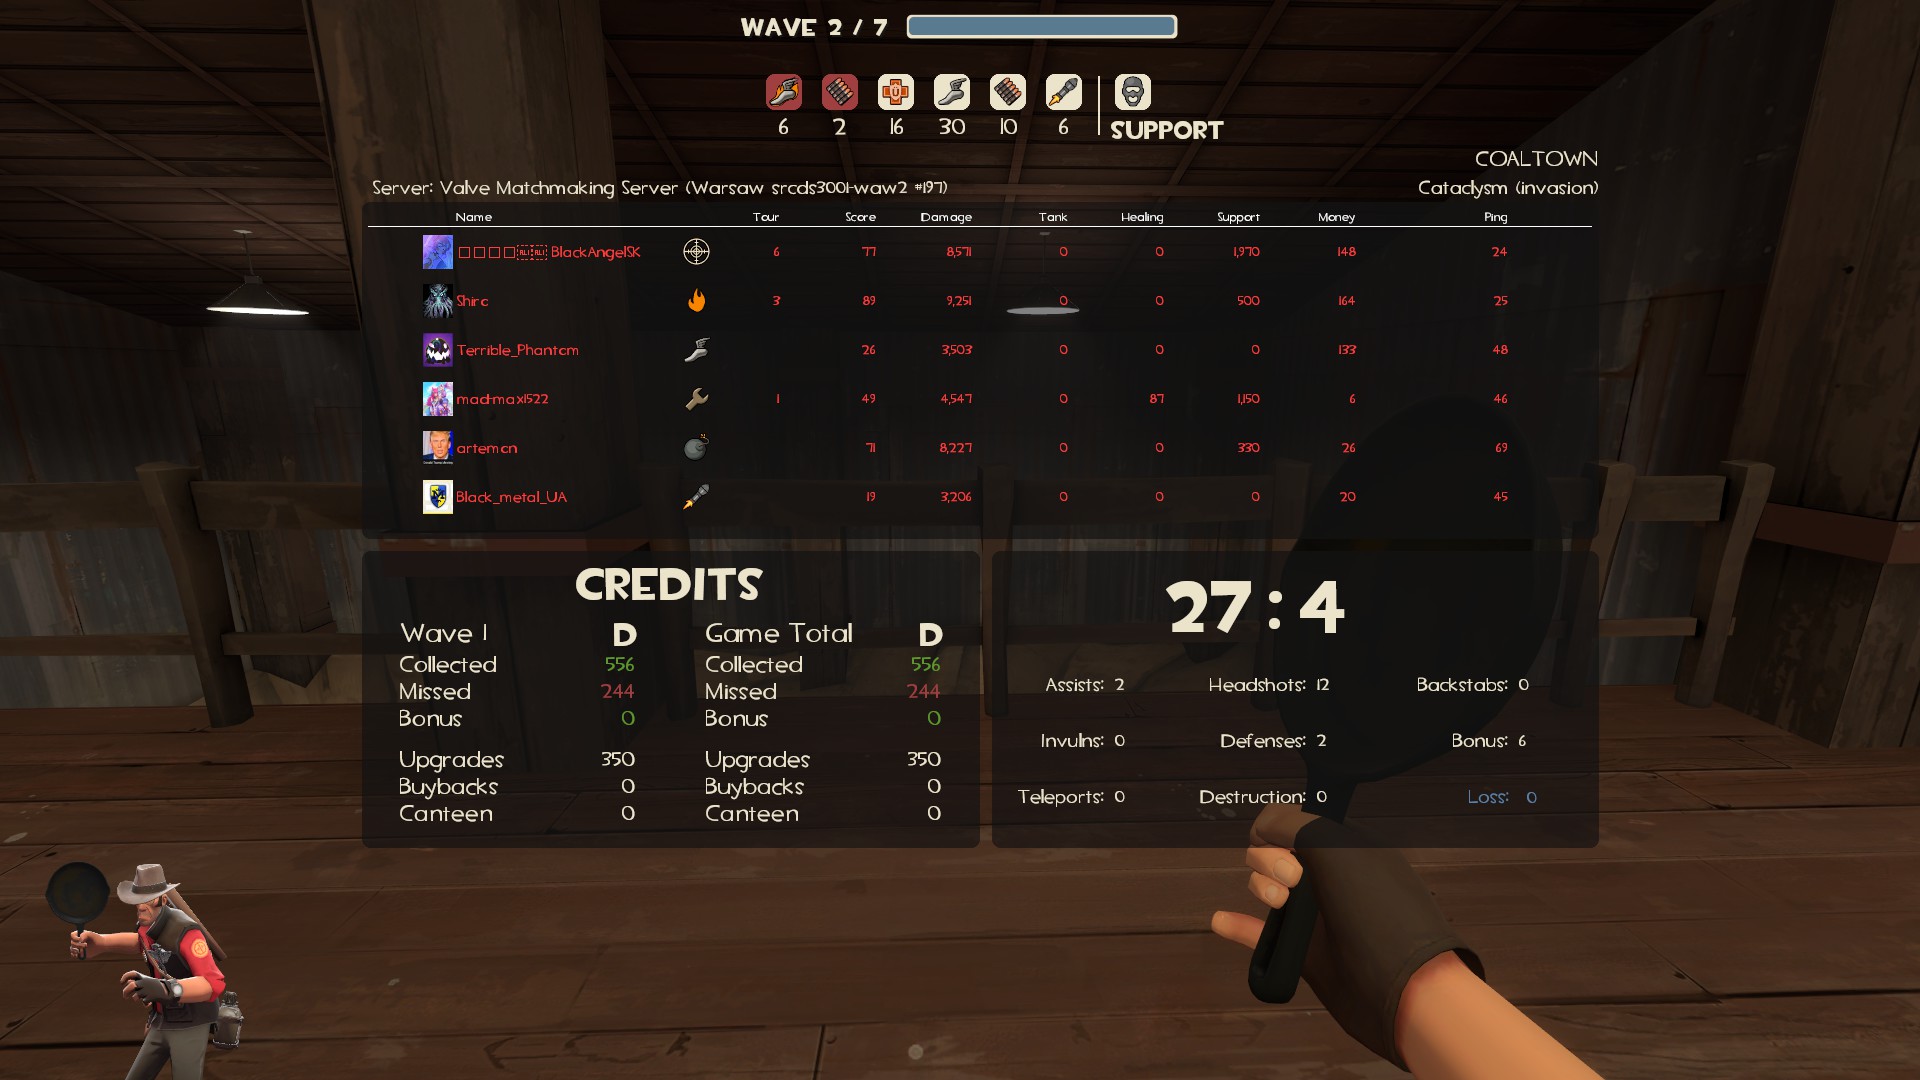 WAVE 2 / 7
6 2 16 30 10 6 SUPPORT
COALTOWN
Server: Valve Matchmaking Server (Warsaw srcds3001-waw2 #197) Cataclysm (invasion)
Name Tour Score Damage Tank Healing Support Money Ping
BlackAngelSK 6 77 8,571 0 0 1,970 148 24
Shiro 3 89 9,251 0 0 500 164 25
Terrible_Phantom 26 3,503 0 0 0 133 48
mad-max1522 1 49 4,547 0 87 1,150 6 46
artemon 71 8,227 0 0 330 26 69
Black_metal_UA 19 3,206 0 0 0 20 45
CREDITS
Wave 1 D Game Total D
Collected 556 Collected 556
Missed 244 Missed 244
Bonus 0 Bonus 0
Upgrades 350 Upgrades 350
Buybacks 0 Buybacks 0
Canteen 0 Canteen 0
27:4
Assists: 2 Headshots: 12 Backstabs: 0
Invulns: 0 Defenses: 2 Bonus: 6
Teleports: 0 Destruction: 0 Loss: 0